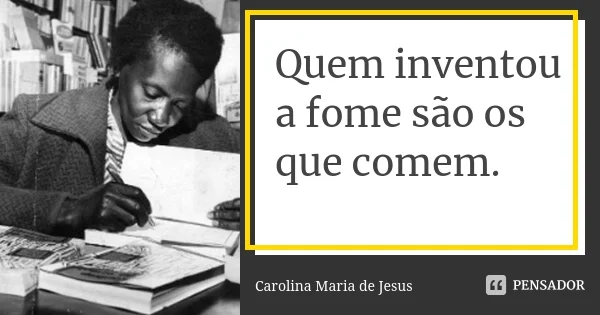 Quem inventou
a fome são os
que comem.
Carolina Maria de Jesus
PENSADOR